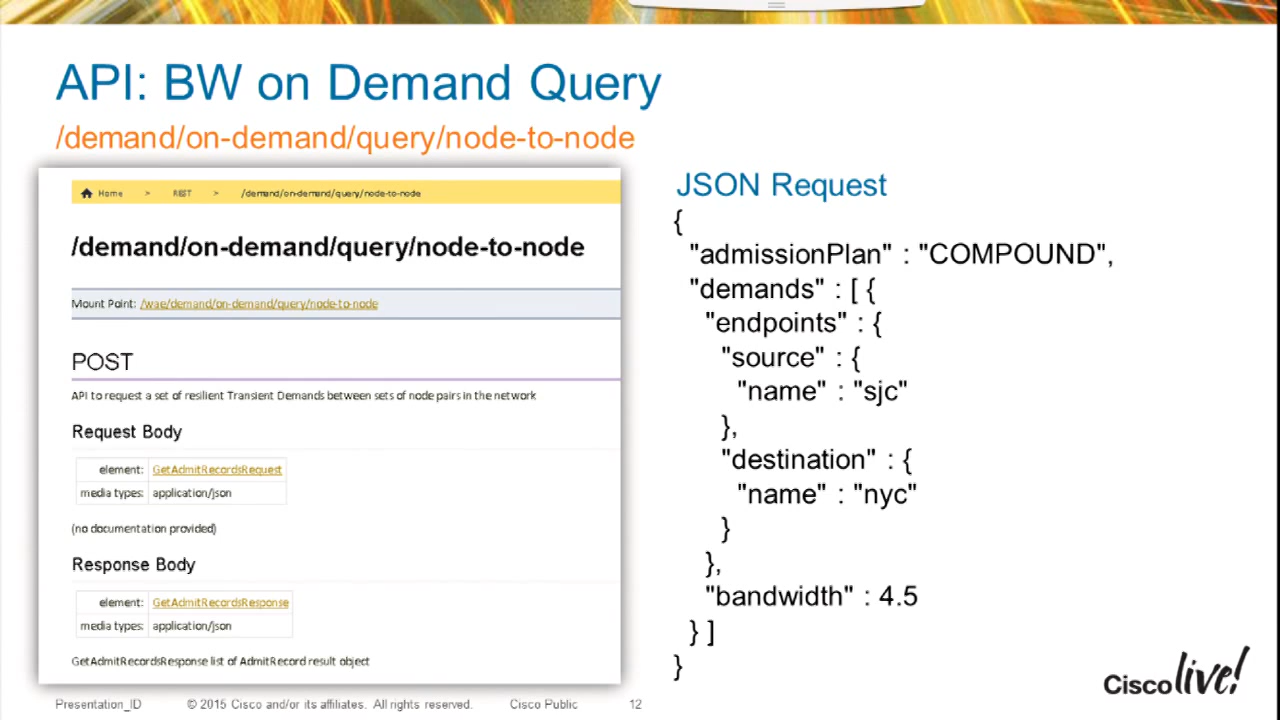 API: BW on Demand Query
/demand/on-demand/query/node-to-node
Home > REST > /demand/on-demand/query/node-to-node
/demand/on-demand/query/node-to-node
Mount Point: /wae/demand/on-demand/query/node-to-node
POST
API to request a set of resilient Transient Demands between sets of node pairs in the network
Request Body
element: GetAdmitRecordsRequest
media types: application/json
(no documentation provided)
Response Body
element: GetAdmitRecordsResponse
media types: application/json
GetAdmitRecordsResponse list of AdmitRecord result object
JSON Request
{
"admissionPlan" : "COMPOUND",
"demands" : [ {
"endpoints" : {
"source" : {
"name" : "sjc"
},
"destination" : {
"name" : "nyc"
}
},
"bandwidth" : 4.5
} ]
}
Cisco live!
Presentation_ID © 2015 Cisco and/or its affiliates. All rights reserved. Cisco Public 12